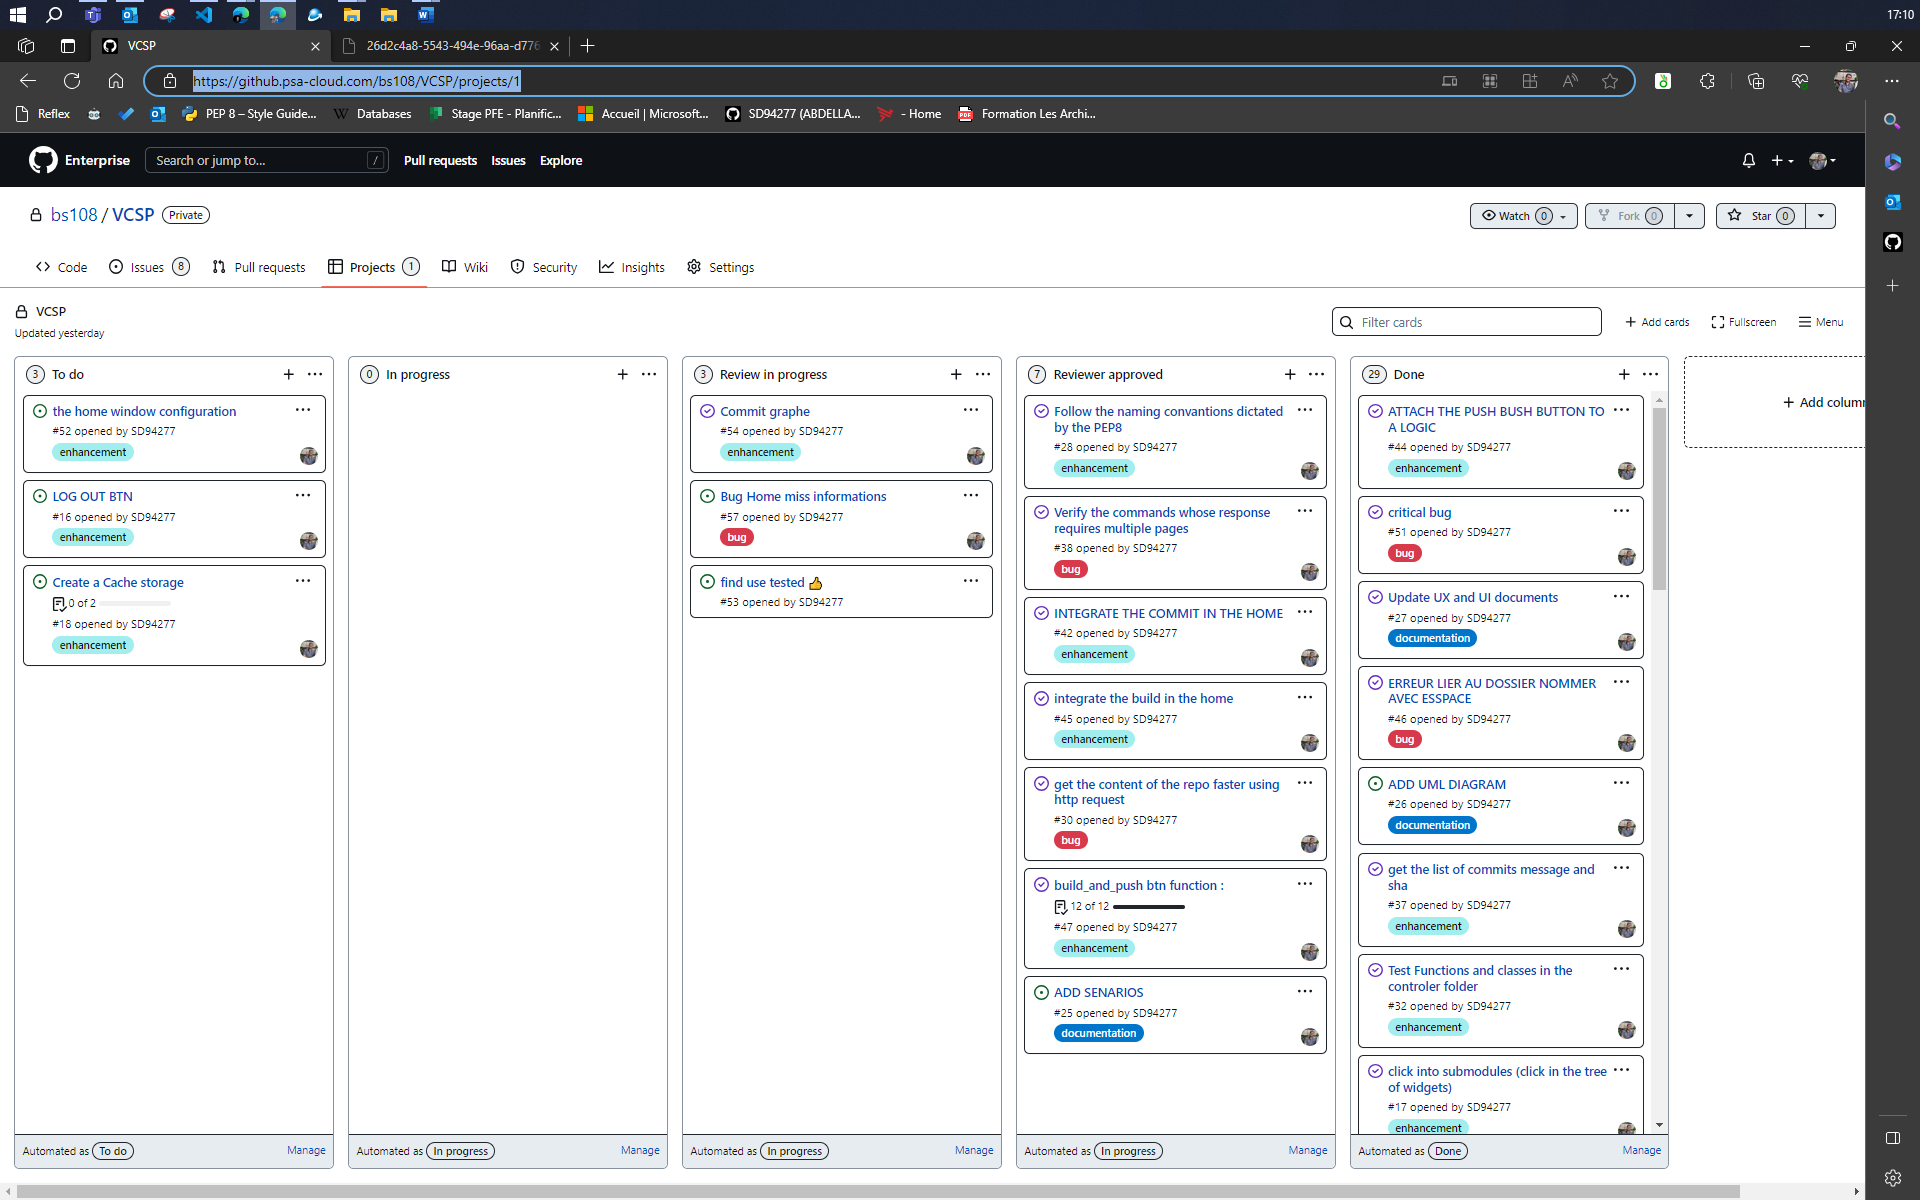 17:10
VCSP
26d2c4a8-5543-494e-96aa-d776
https://github.psa-cloud.com/bs108/VCSP/projects/1
Reflex
PEP 8 – Style Guide...
Databases
Stage PFE - Planific...
Accueil | Microsoft...
SD94277 (ABDELLA...
- Home
Formation Les Archi...
Enterprise
Search or jump to...
/
Pull requests
Issues
Explore
bs108 / VCSP
Private
Watch 0
Fork 0
Star 0
Code
Issues 8
Pull requests
Projects 1
Wiki
Security
Insights
Settings
VCSP
Updated yesterday
Filter cards
+ Add cards
Fullscreen
Menu
3 To do
the home window configuration
#52 opened by SD94277
enhancement
LOG OUT BTN
#16 opened by SD94277
enhancement
Create a Cache storage
0 of 2
#18 opened by SD94277
enhancement
Automated as To do
Manage
0 In progress
Automated as In progress
Manage
3 Review in progress
Commit graphe
#54 opened by SD94277
enhancement
Bug Home miss informations
#57 opened by SD94277
bug
find use tested 👍
#53 opened by SD94277
Automated as In progress
Manage
7 Reviewer approved
Follow the naming convantions dictated
by the PEP8
#28 opened by SD94277
enhancement
Verify the commands whose response
requires multiple pages
#38 opened by SD94277
bug
INTEGRATE THE COMMIT IN THE HOME
#42 opened by SD94277
enhancement
integrate the build in the home
#45 opened by SD94277
enhancement
get the content of the repo faster using
http request
#30 opened by SD94277
bug
build_and_push btn function :
12 of 12
#47 opened by SD94277
enhancement
ADD SENARIOS
#25 opened by SD94277
documentation
Automated as In progress
Manage
29 Done
ATTACH THE PUSH BUSH BUTTON TO
A LOGIC
#44 opened by SD94277
enhancement
critical bug
#51 opened by SD94277
bug
Update UX and UI documents
#27 opened by SD94277
documentation
ERREUR LIER AU DOSSIER NOMMER
AVEC ESSPACE
#46 opened by SD94277
bug
ADD UML DIAGRAM
#26 opened by SD94277
documentation
get the list of commits message and
sha
#37 opened by SD94277
enhancement
Test Functions and classes in the
controler folder
#32 opened by SD94277
enhancement
click into submodules (click in the tree
of widgets)
#17 opened by SD94277
enhancement
Automated as Done
Manage
+ Add colum